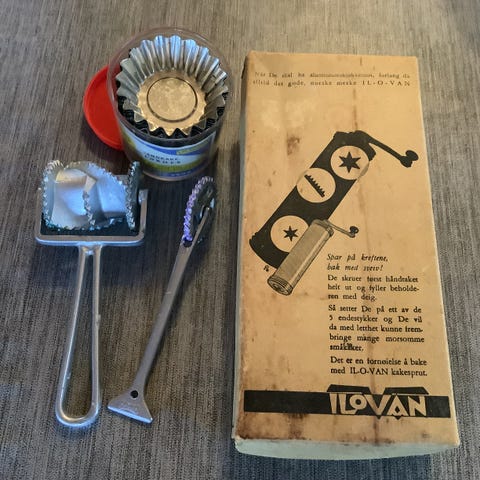 Når De skal ha aluminiumskjøkkentøi, forlang da
alltid det gode, norske merke IL-O-VAN
Spar på kreftene,
bak med sveiv!
De skruer først håndtaket
helt ut og fyller beholde-
ren med deig.
Så setter De på ett av de
5 endestykker og De vil
da med letthet kunne frem-
bringe mange morsomme
småkaker.
Det er en fornøielse å bake
med IL-O-VAN kakesprut.
ILOVAN